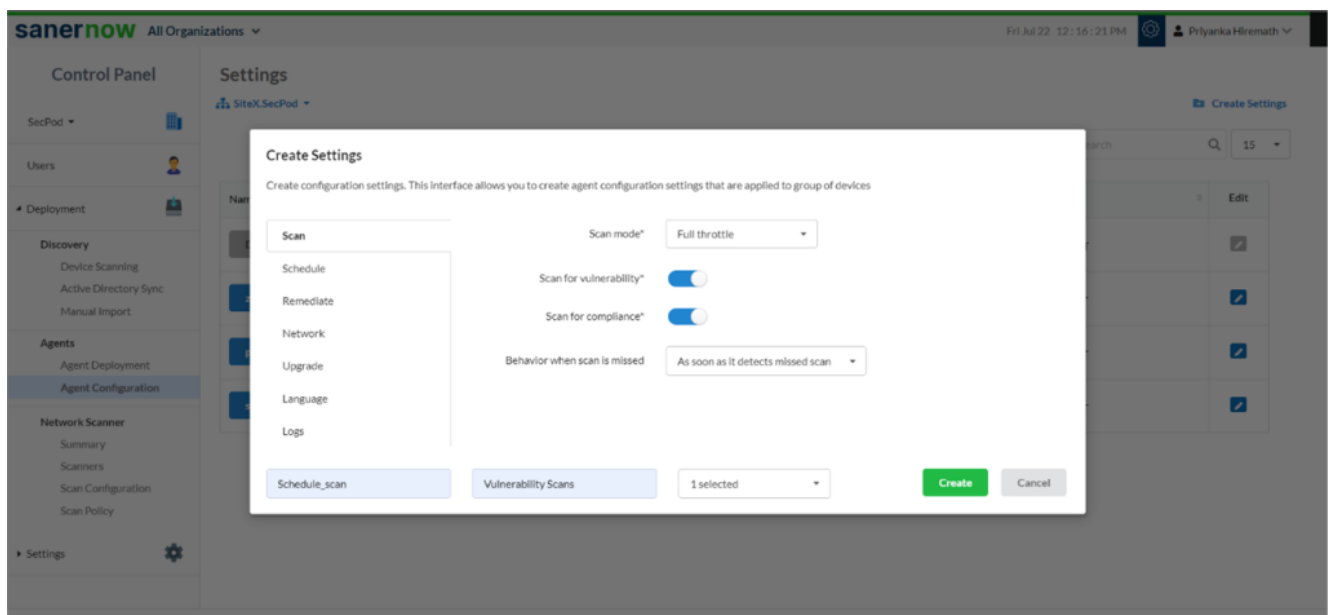 sanernow All Organizations
Fri Jul 22 12:16:21 PM
Priyanka Hiremath
Control Panel
SecPod
Users
Deployment
Discovery
Device Scanning
Active Directory Sync
Manual Import
Agents
Agent Deployment
Agent Configuration
Network Scanner
Summary
Scanners
Scan Configuration
Scan Policy
Settings
Settings
SiteX.SecPod
Create Settings
15
Edit
Create Settings
Create configuration settings. This interface allows you to create agent configuration settings that are applied to group of devices
Scan
Schedule
Remediate
Network
Upgrade
Language
Logs
Scan mode* Full throttle
Scan for vulnerability*
Scan for compliance*
Behavior when scan is missed As soon as it detects missed scan
Schedule_scan Vulnerability Scans 1 selected Create Cancel